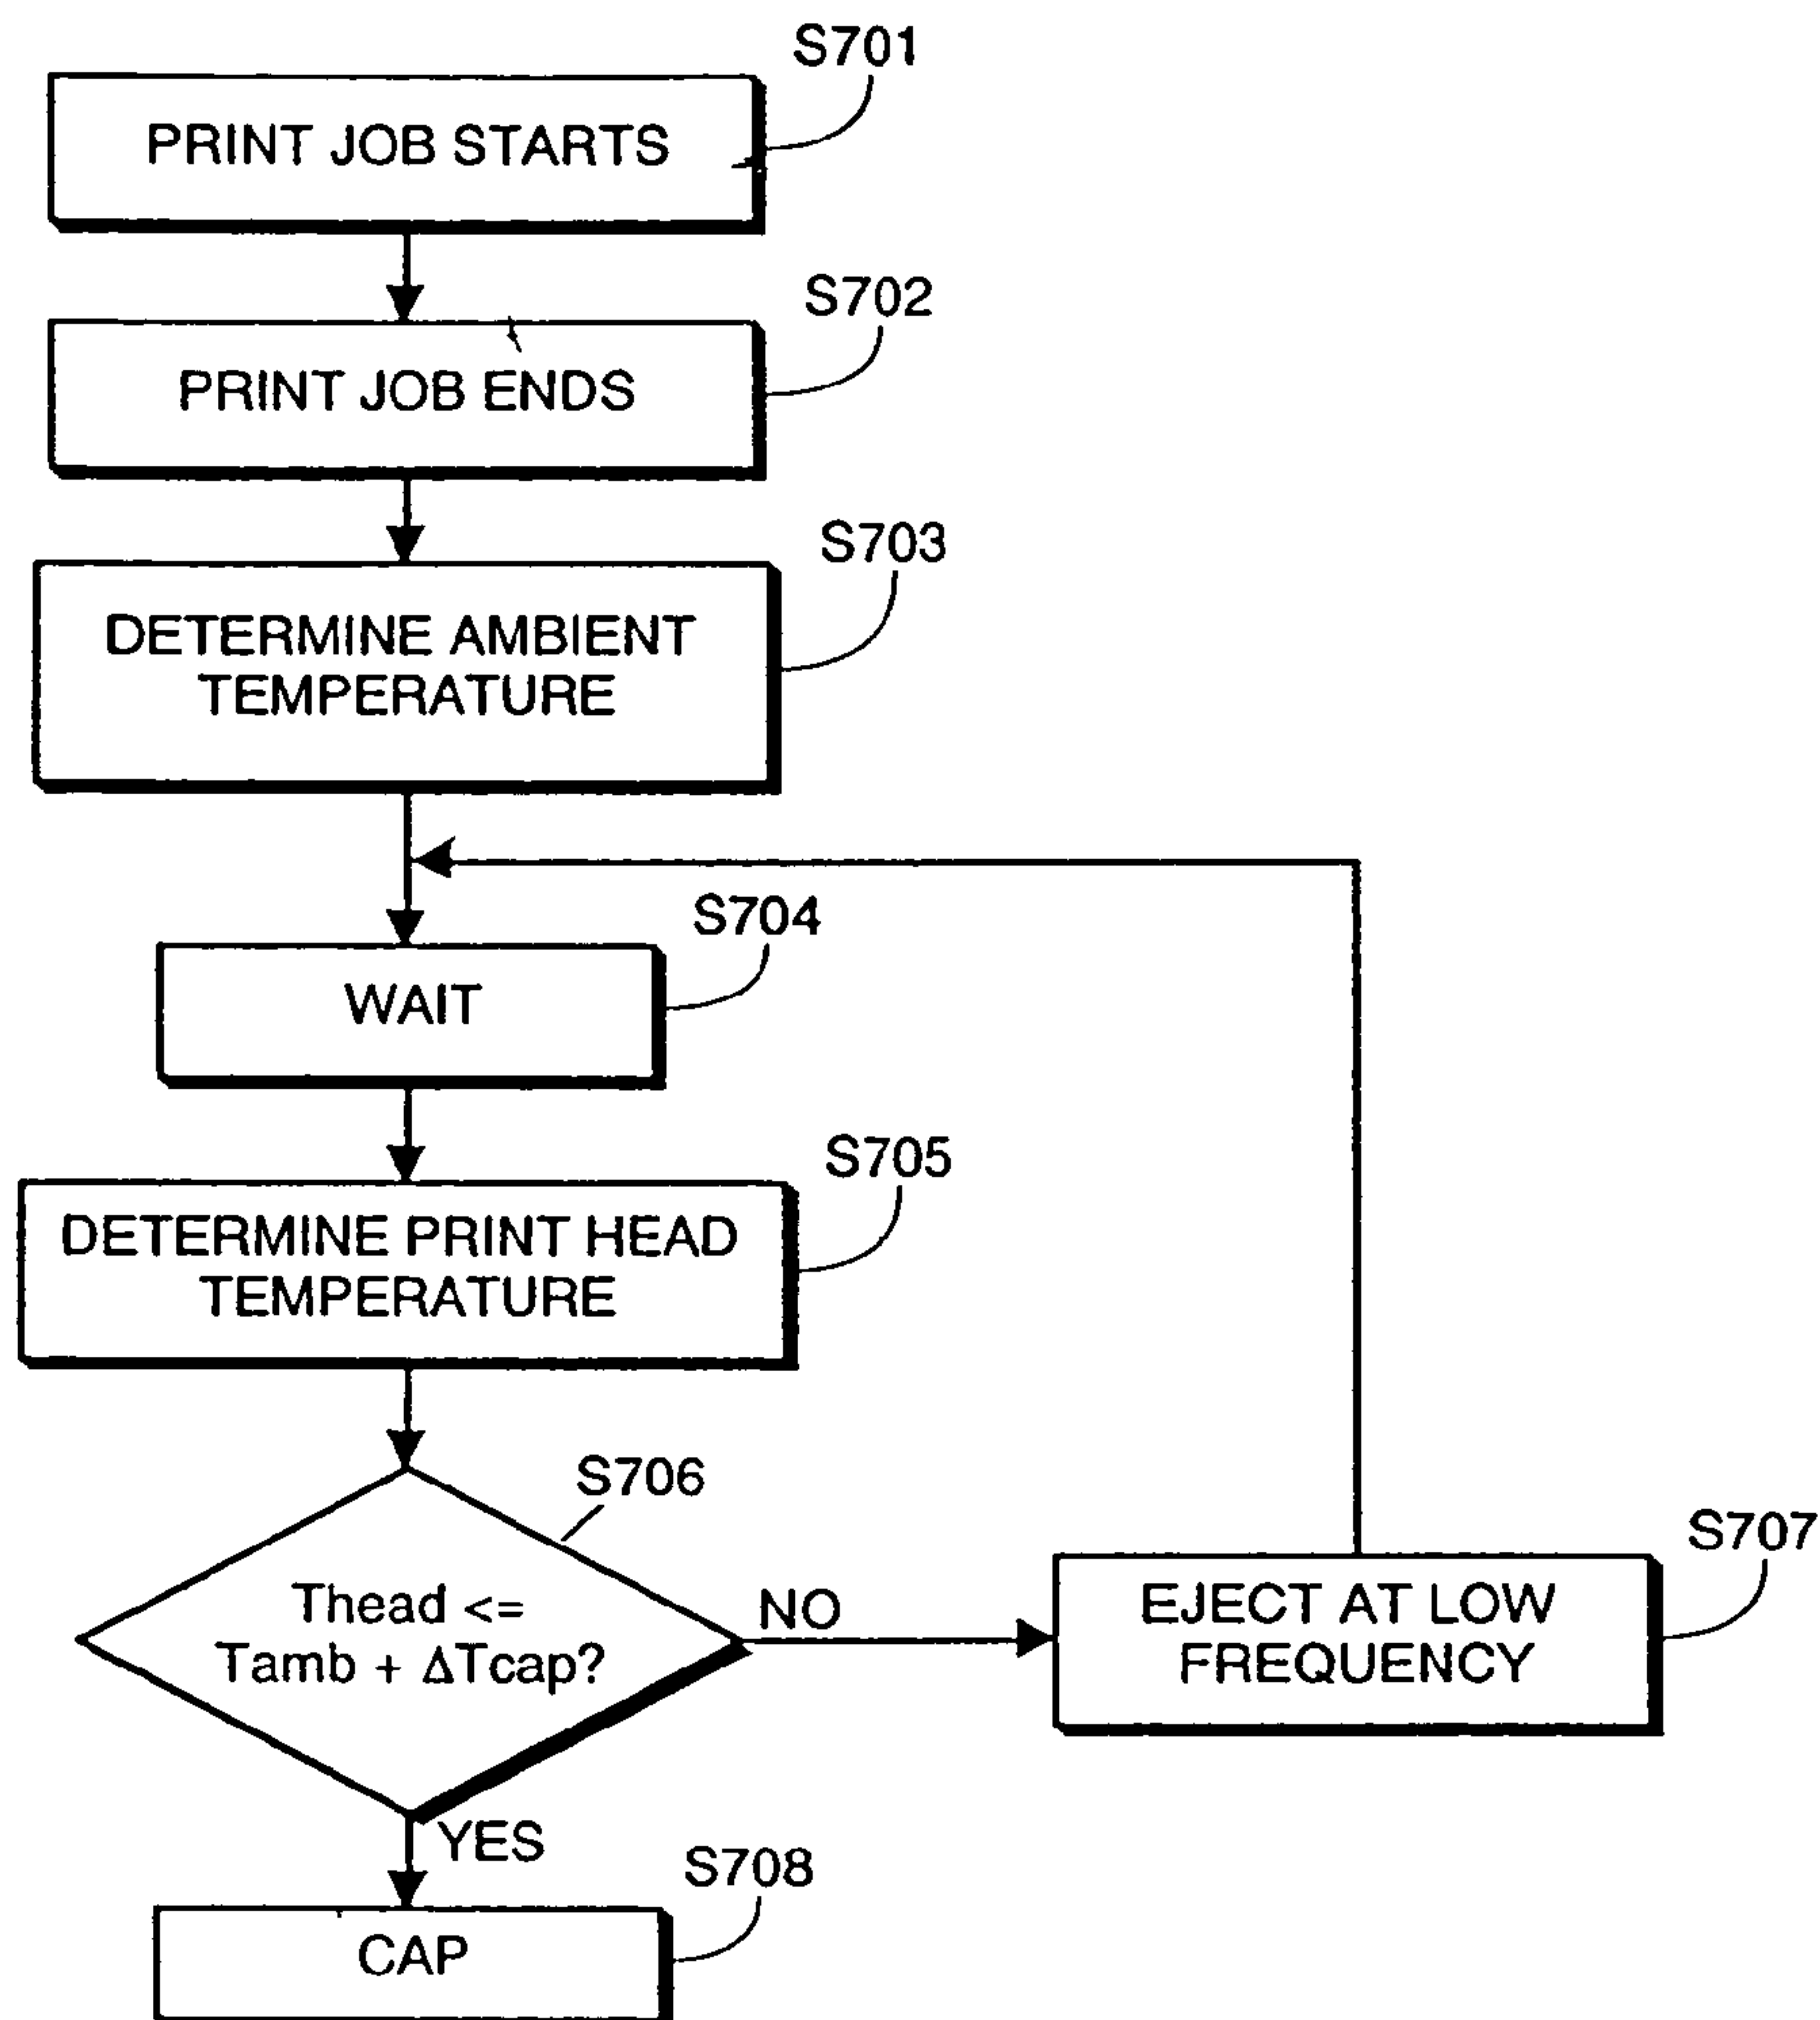 S701
PRINT JOB STARTS
S702
PRINT JOB ENDS
S703
DETERMINE AMBIENT
TEMPERATURE
S704
WAIT
S705
DETERMINE PRINT HEAD
TEMPERATURE
S706
Thead <=
Tamb + ΔTcap?
NO
S707
EJECT AT LOW
FREQUENCY
YES
S708
CAP